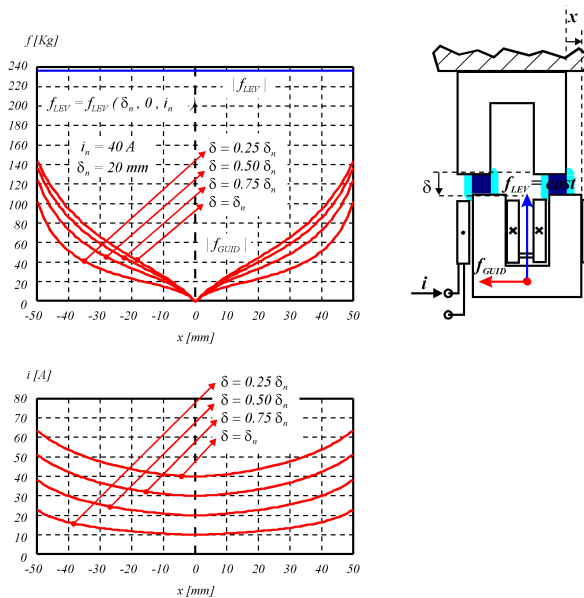 f [Kg]
240
220
200
180
160
140
120
100
80
60
40
20
0
| f_LEV |
f_LEV = f_LEV ( δ_n , 0 , i_n )
i_n = 40 A
δ_n = 20 mm
δ = 0.25 δ_n
δ = 0.50 δ_n
δ = 0.75 δ_n
δ = δ_n
| f_GUID |
-50 -40 -30 -20 -10 0 10 20 30 40 50
x [mm]
x
δ
f_LEV = cost
f_GUID
i
i [A]
80
70
60
50
40
30
20
10
0
δ = 0.25 δ_n
δ = 0.50 δ_n
δ = 0.75 δ_n
δ = δ_n
-50 -40 -30 -20 -10 0 10 20 30 40 50
x [mm]